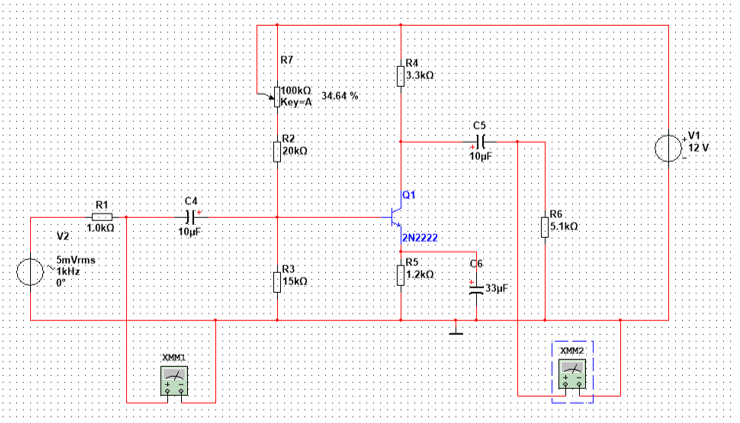 R7
100kΩ
Key=A
34.64 %
R4
3.3kΩ
R2
20kΩ
C5
+
10µF
V1
+
12 V
−
Q1
2N2222
R1
1.0kΩ
C4
+
10µF
R6
5.1kΩ
V2
5mVrms
1kHz
0°
R3
15kΩ
R5
1.2kΩ
C6
+
33µF
XMM1
+ −
XMM2
+ −